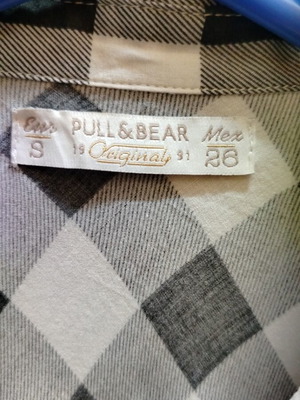 Eur PULL&BEAR Mex
S 19 Original 91 26